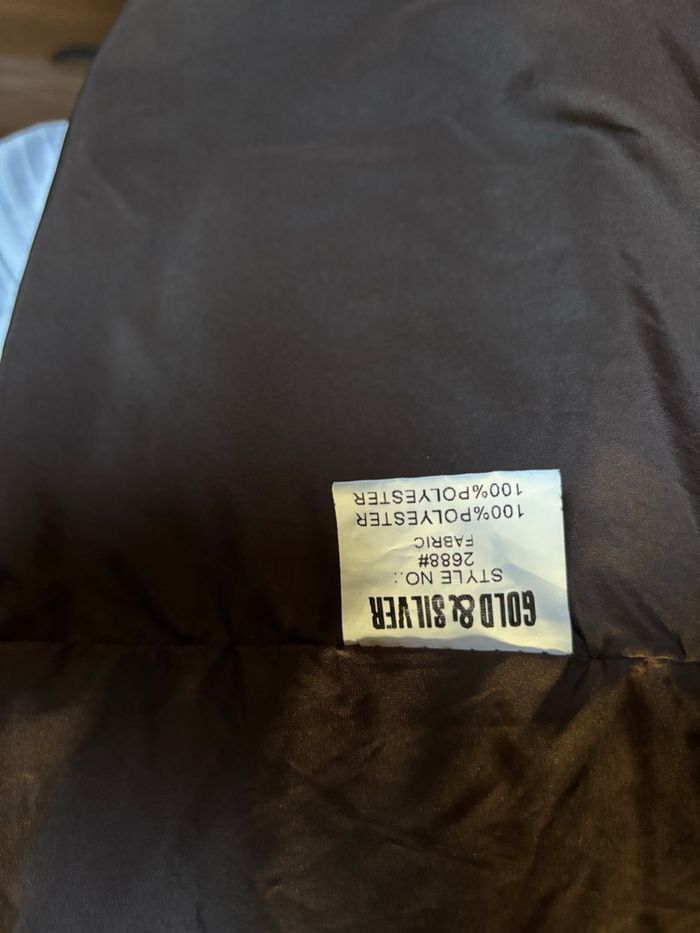 GOLD & SILVER
STYLE NO.:
2688#
FABRIC
100%POLYESTER
100%POLYESTER